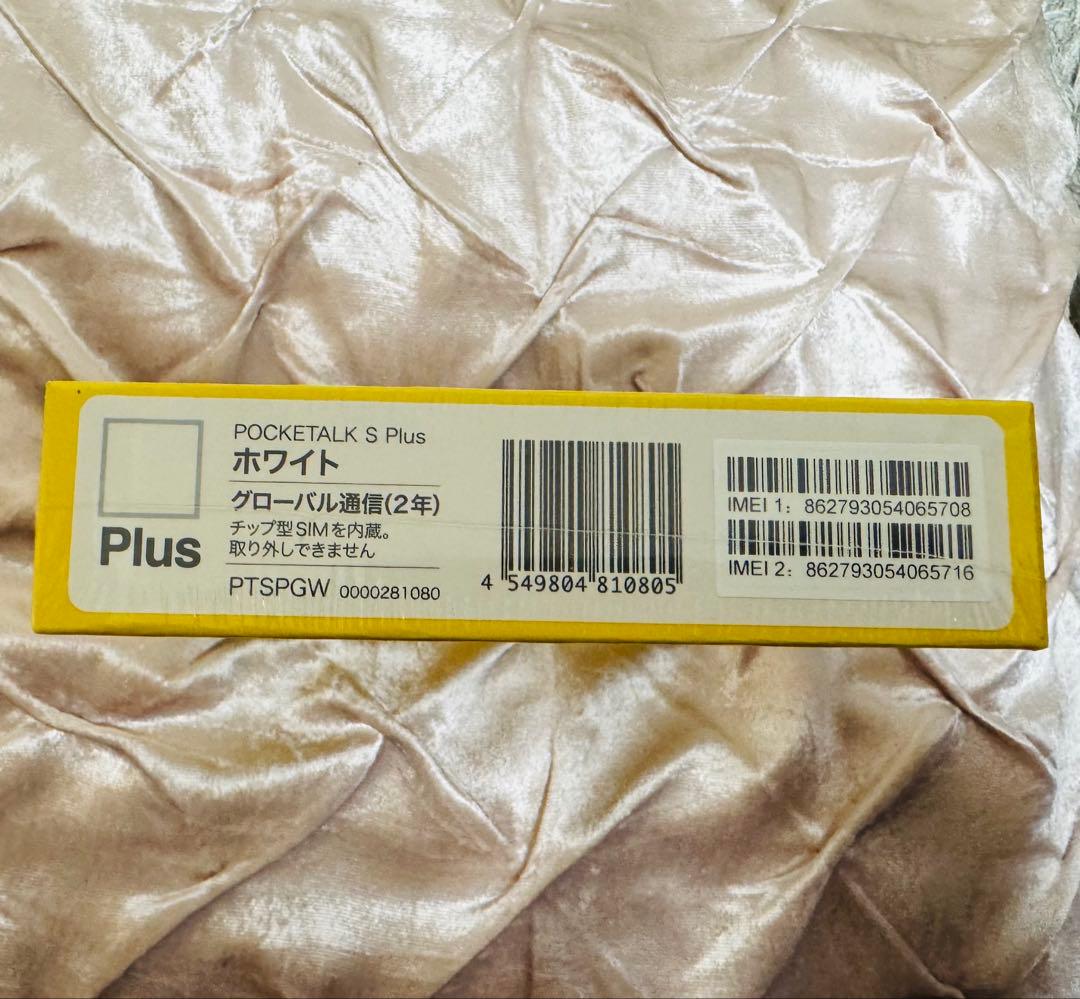 Plus
POCKETALK S Plus
ホワイト
グローバル通信(2年)
チップ型SIMを内蔵。
取り外しできません
PTSPGW 0000281080
4 549804 810805
IMEI 1: 862793054065708
IMEI 2: 862793054065716